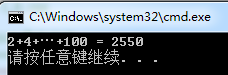 C:\Windows\system32\cmd.exe
2+4+…+100 = 2550
请按任意键继续. . .